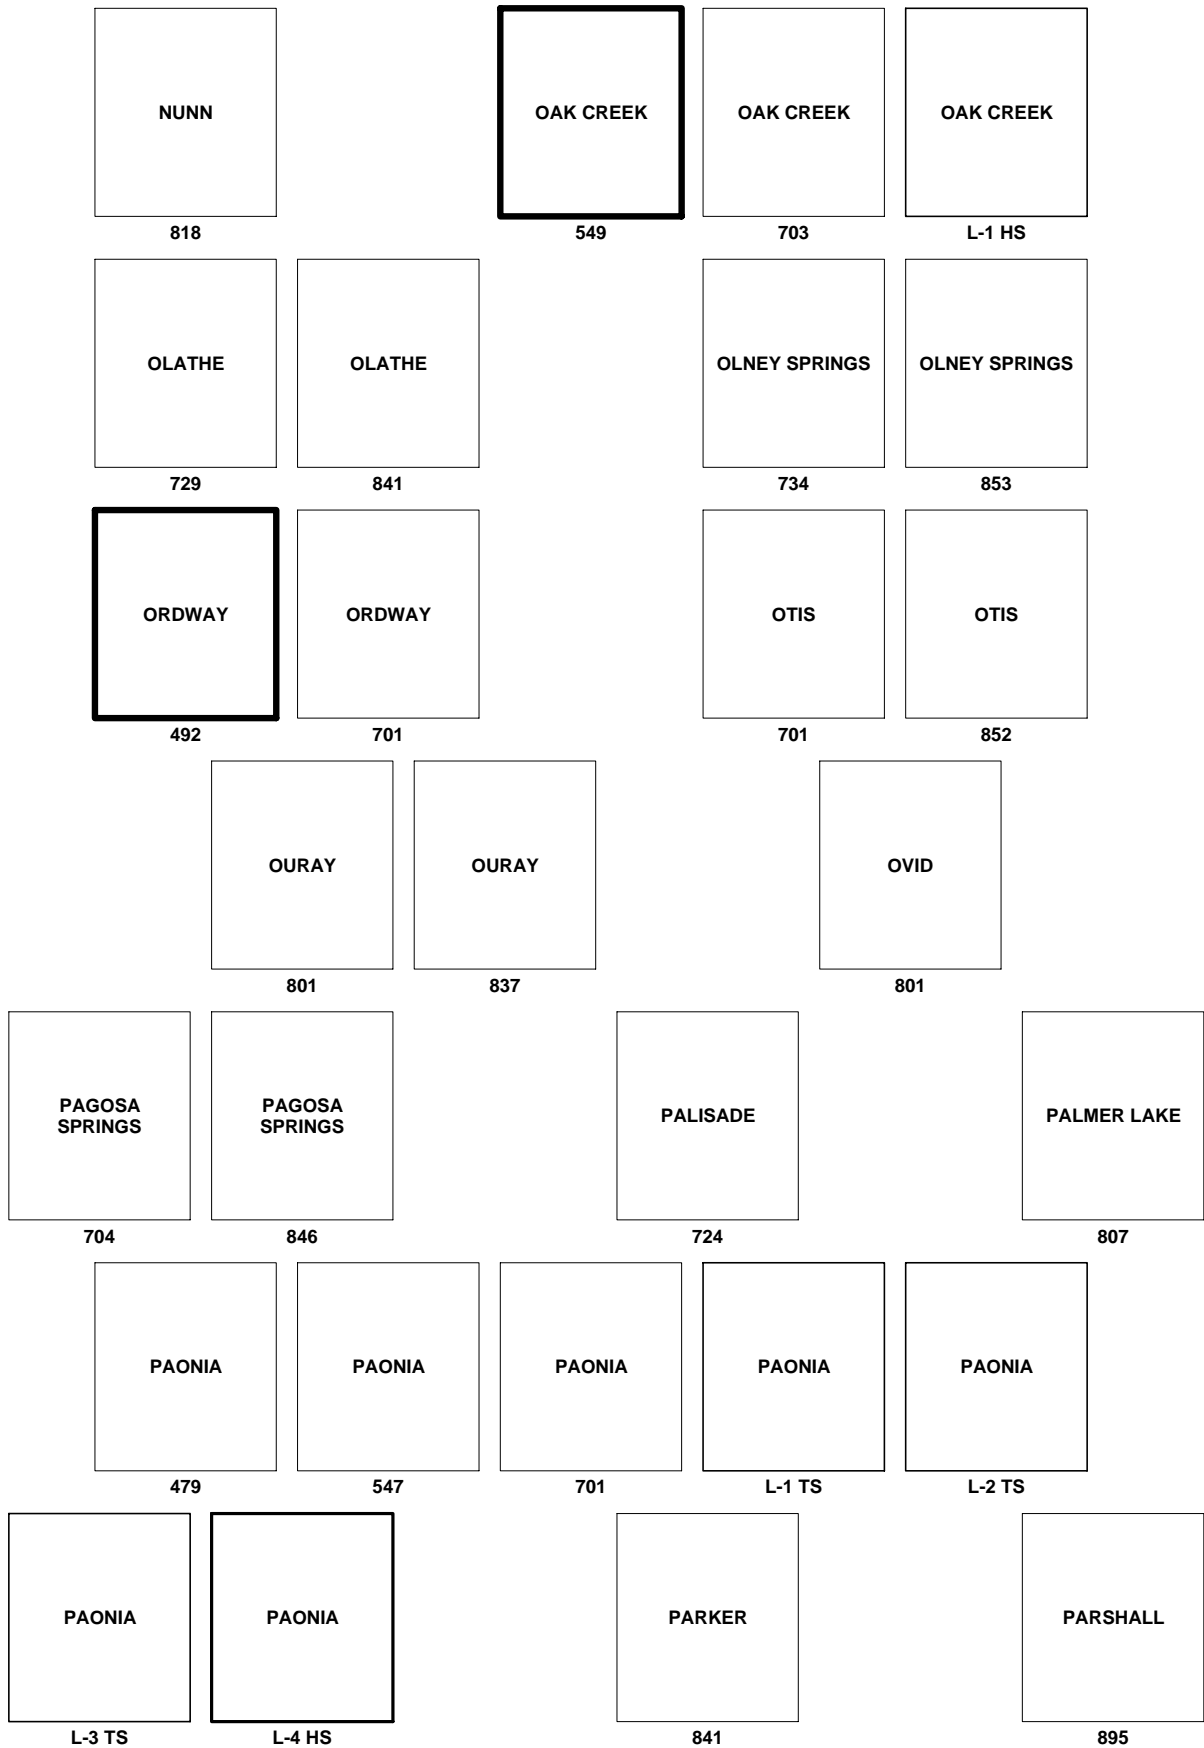 NUNN
OAK CREEK
OAK CREEK
OAK CREEK
818
549
703
L-1 HS
OLATHE
OLATHE
OLNEY SPRINGS
OLNEY SPRINGS
729
841
734
853
ORDWAY
ORDWAY
OTIS
OTIS
492
701
701
852
OURAY
OURAY
OVID
801
837
801
PAGOSA
SPRINGS
PAGOSA
SPRINGS
PALISADE
PALMER LAKE
704
846
724
807
PAONIA
PAONIA
PAONIA
PAONIA
PAONIA
479
547
701
L-1 TS
L-2 TS
PAONIA
PAONIA
PARKER
PARSHALL
L-3 TS
L-4 HS
841
895